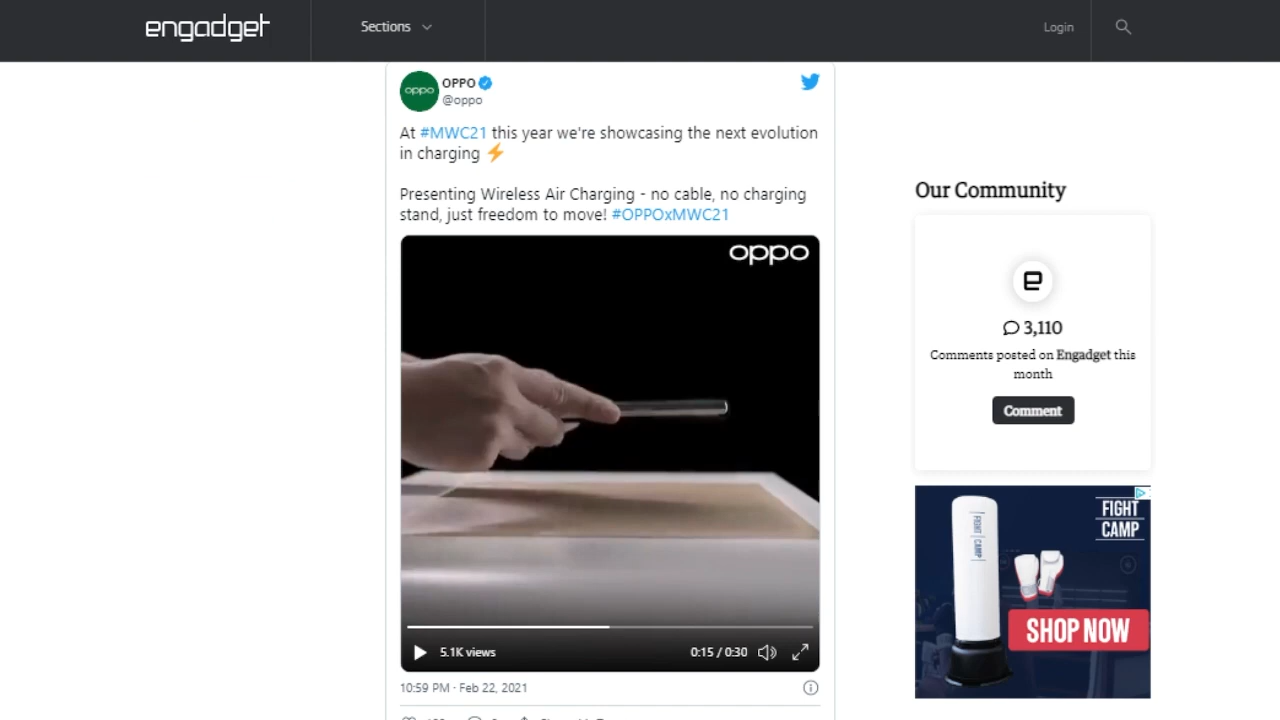 engadget
Sections
Login
OPPO
@oppo
oppo
At #MWC21 this year we're showcasing the next evolution
in charging ⚡
Presenting Wireless Air Charging - no cable, no charging
stand, just freedom to move! #OPPOxMWC21
oppo
5.1K views
0:15 / 0:30
10:59 PM · Feb 22, 2021
Our Community
3,110
Comments posted on Engadget this
month
Comment
FIGHT
CAMP
FIGHT CAMP
SHOP NOW